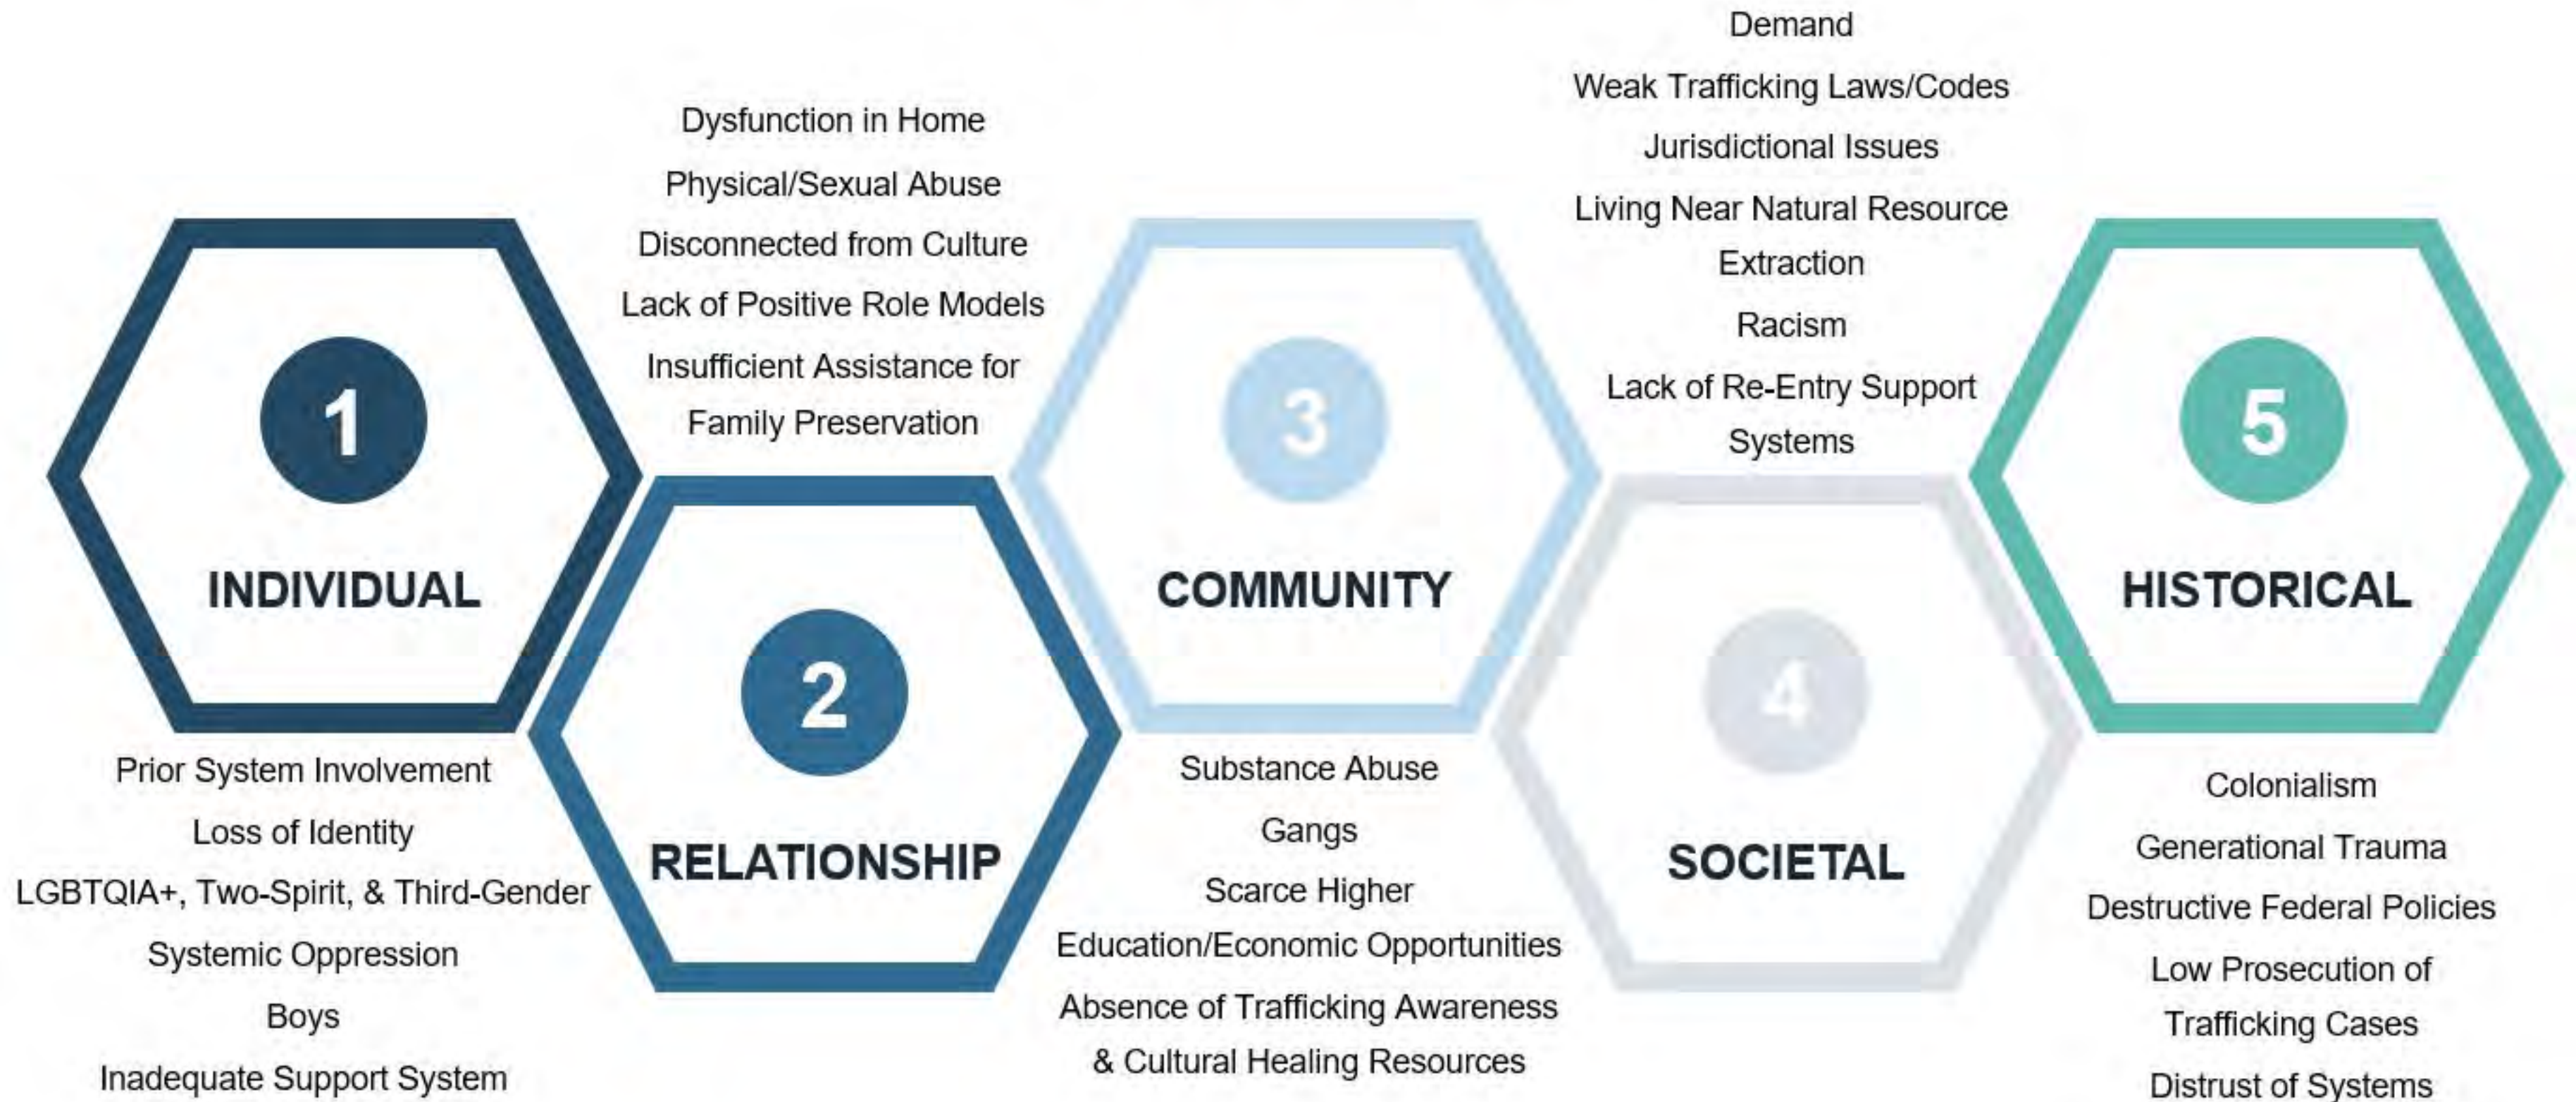 1
INDIVIDUAL
Prior System Involvement
Loss of Identity
LGBTQIA+, Two-Spirit, & Third-Gender
Systemic Oppression
Boys
Inadequate Support System
Dysfunction in Home
Physical/Sexual Abuse
Disconnected from Culture
Lack of Positive Role Models
Insufficient Assistance for
Family Preservation
2
RELATIONSHIP
3
COMMUNITY
Substance Abuse
Gangs
Scarce Higher
Education/Economic Opportunities
Absence of Trafficking Awareness
& Cultural Healing Resources
Demand
Weak Trafficking Laws/Codes
Jurisdictional Issues
Living Near Natural Resource
Extraction
Racism
Lack of Re-Entry Support
Systems
4
SOCIETAL
5
HISTORICAL
Colonialism
Generational Trauma
Destructive Federal Policies
Low Prosecution of
Trafficking Cases
Distrust of Systems